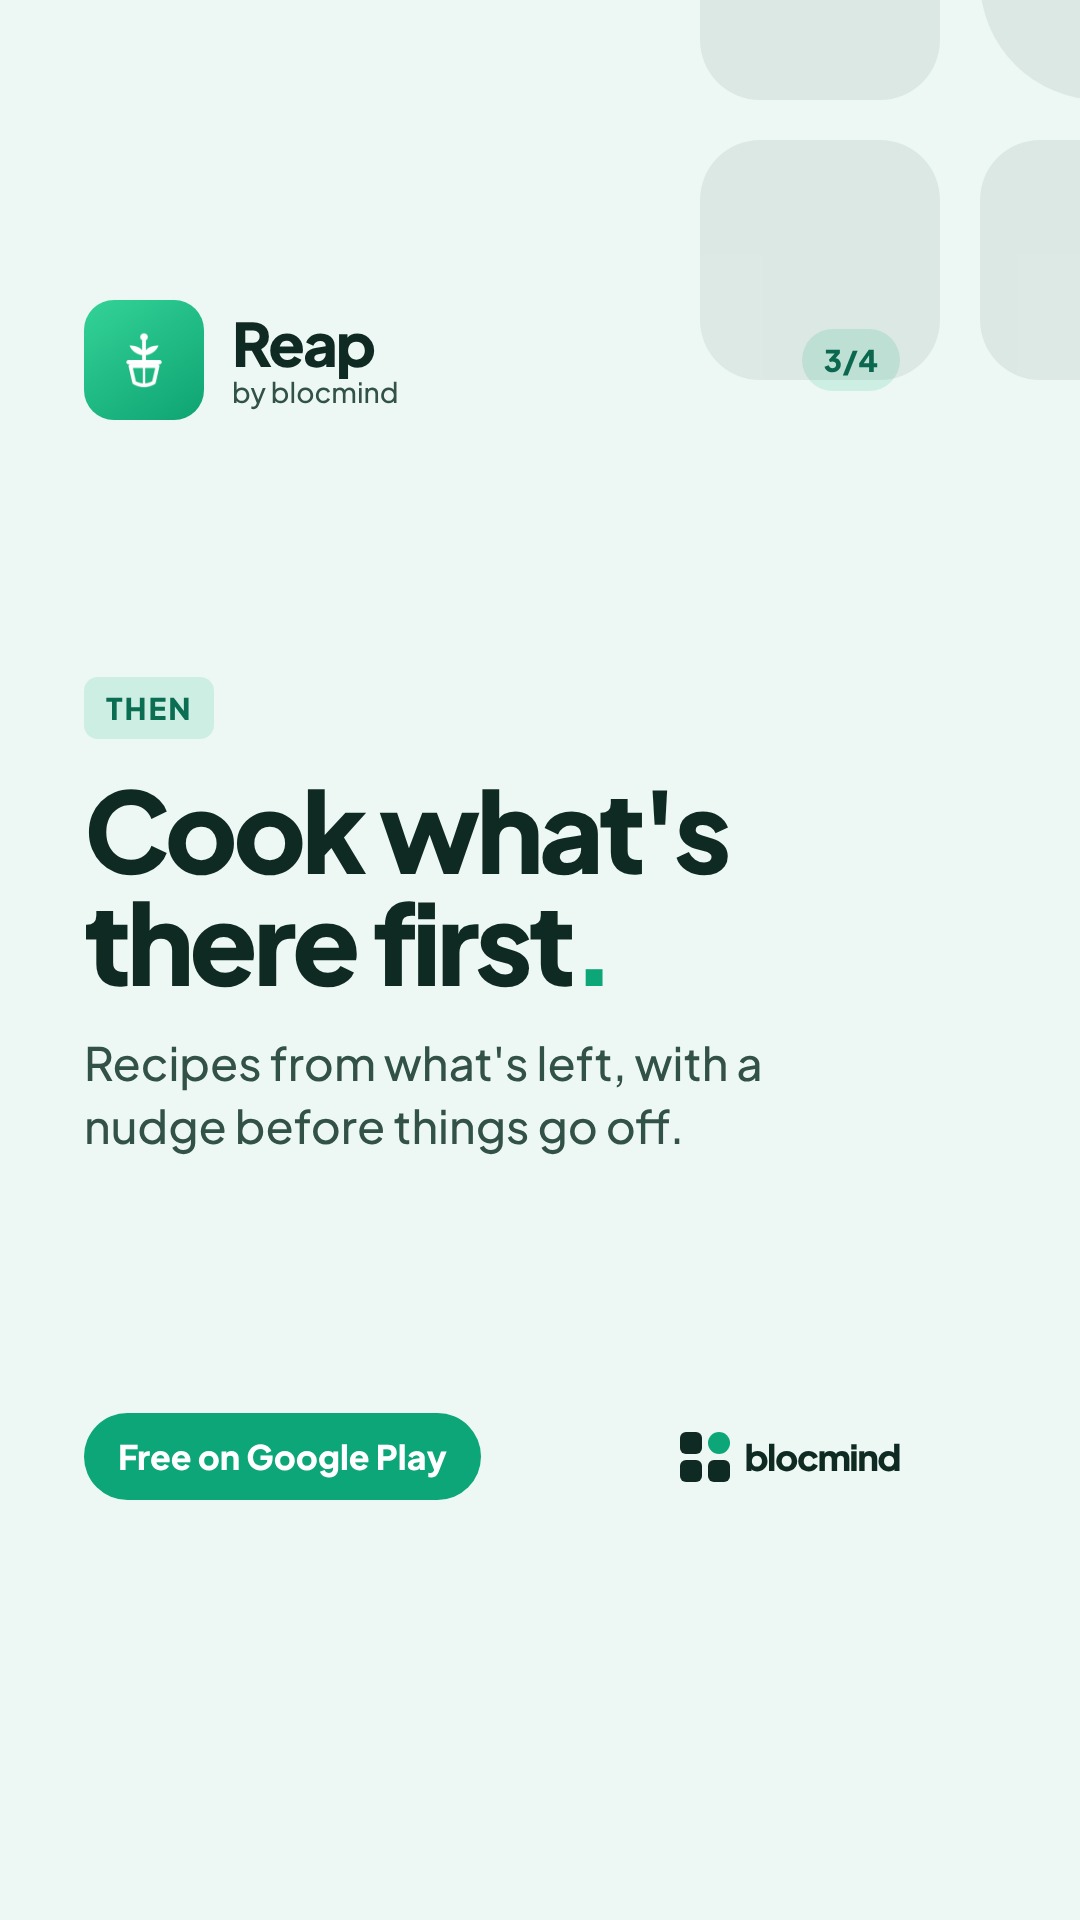 Reap
by blocmind
3/4
THEN
Cook what's
there first.
Recipes from what's left, with a
nudge before things go off.
Free on Google Play
blocmind